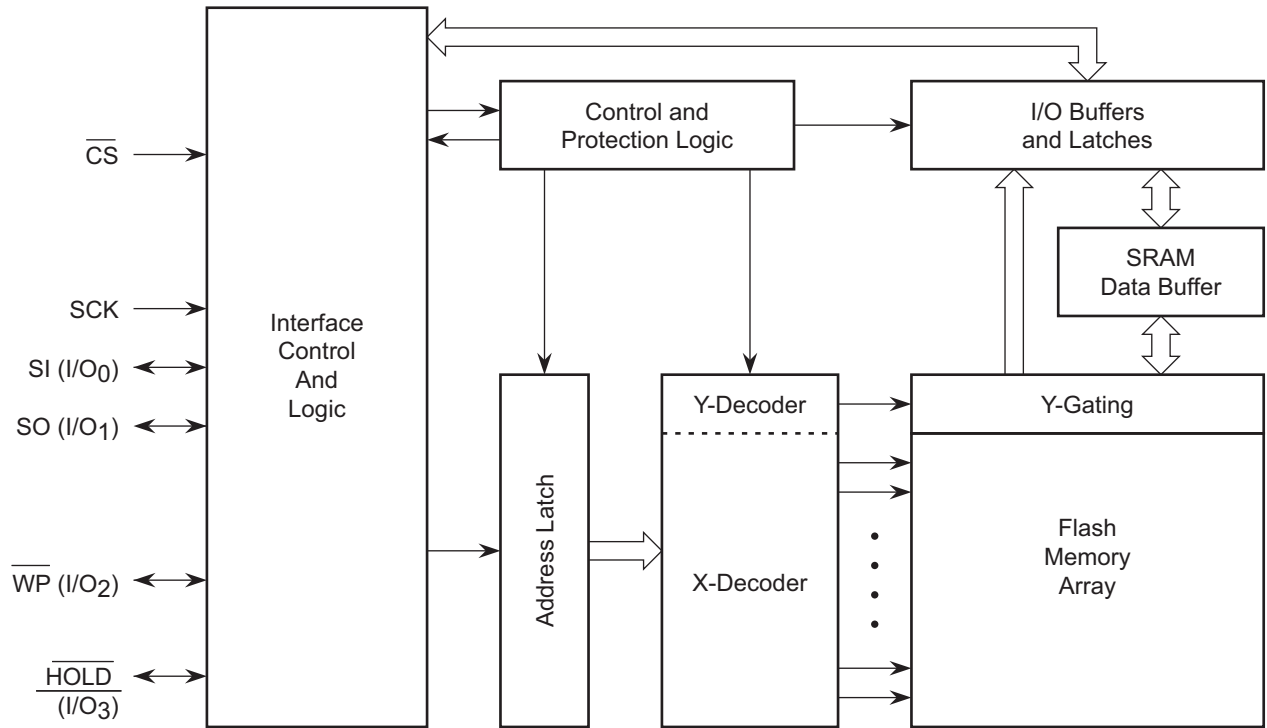 Control and
Protection Logic
I/O Buffers
and Latches
CS
SRAM
Data Buffer
SCK
SI (I/O0)
SO (I/O1)
WP (I/O2)
HOLD
(I/O3)
Interface
Control
And
Logic
Address Latch
Y-Decoder
X-Decoder
Y-Gating
Flash
Memory
Array